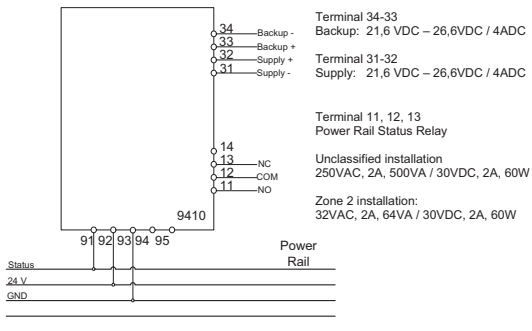 34 Backup -
33 Backup +
32 Supply +
31 Supply -
14
13 NC
12 COM
11 NO
9410
91 92 93 94 95
Power
Rail
Status
24 V
GND
Terminal 34-33
Backup: 21,6 VDC – 26,6VDC / 4ADC
Terminal 31-32
Supply: 21,6 VDC – 26,6VDC / 4ADC
Terminal 11, 12, 13
Power Rail Status Relay
Unclassified installation
250VAC, 2A, 500VA / 30VDC, 2A, 60W
Zone 2 installation:
32VAC, 2A, 64VA / 30VDC, 2A, 60W